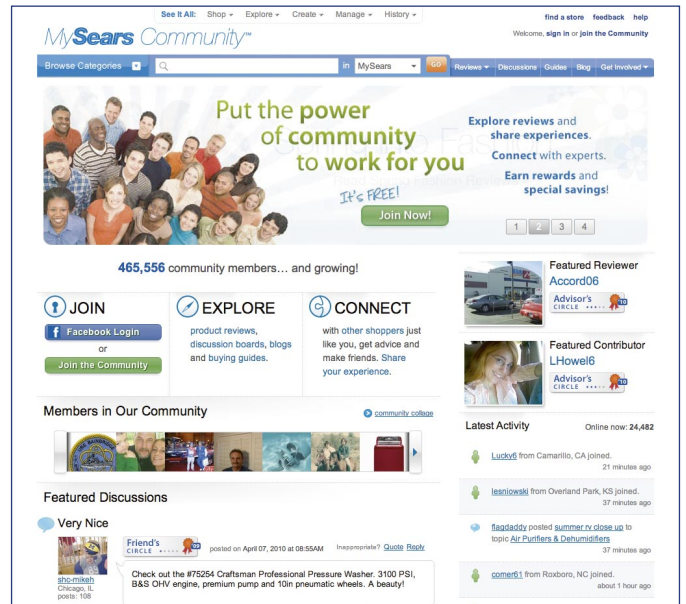 See It All: Shop Explore Create Manage History
find a store feedback help
MySears Community™
Welcome, sign in or join the Community
Browse Categories
in MySears GO
Reviews Discussions Guides Blog Get Involved
Put the power
of community
to work for you
It's FREE!
Join Now!
Explore reviews and
share experiences.
Connect with experts.
Earn rewards and
special savings!
1 2 3 4
465,556 community members... and growing!
JOIN
Facebook Login
or
Join the Community
EXPLORE
product reviews,
discussion boards, blogs
and buying guides.
CONNECT
with other shoppers just
like you, get advice and
make friends. Share
your experience.
Featured Reviewer
Accord06
Advisor's
CIRCLE '10
Featured Contributor
LHowel6
Advisor's
CIRCLE '10
Members in Our Community
community collage
Latest Activity
Online now: 24,482
Lucky6 from Camarillo, CA joined.
21 minutes ago
lesniowski from Overland Park, KS joined.
37 minutes ago
flagdaddy posted summer rv close up to
topic Air Purifiers & Dehumidifiers
37 minutes ago
comer61 from Roxboro, NC joined.
about 1 hour ago
Featured Discussions
Very Nice
shc-mikeh
Chicago, IL
posts: 108
Friend's
CIRCLE '09
posted on April 07, 2010 at 08:55AM
Inappropriate? Quote Reply
Check out the #75254 Craftsman Professional Pressure Washer. 3100 PSI,
B&S OHV engine, premium pump and 10in pneumatic wheels. A beauty!